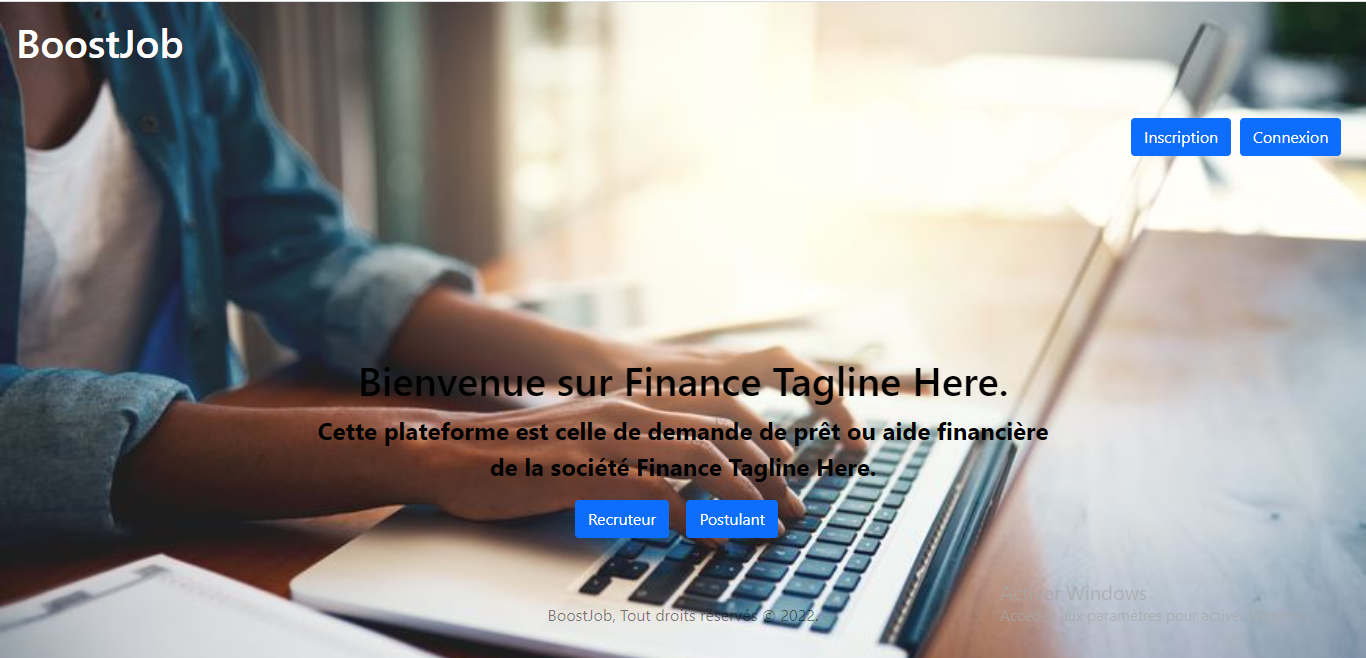 BoostJob
Inscription Connexion
Bienvenue sur Finance Tagline Here.
Cette plateforme est celle de demande de prêt ou aide financière
de la société Finance Tagline Here.
Recruteur Postulant
BoostJob, Tout droits réservés © 2022.
Activer Windows
Accédez aux paramètres pour activer